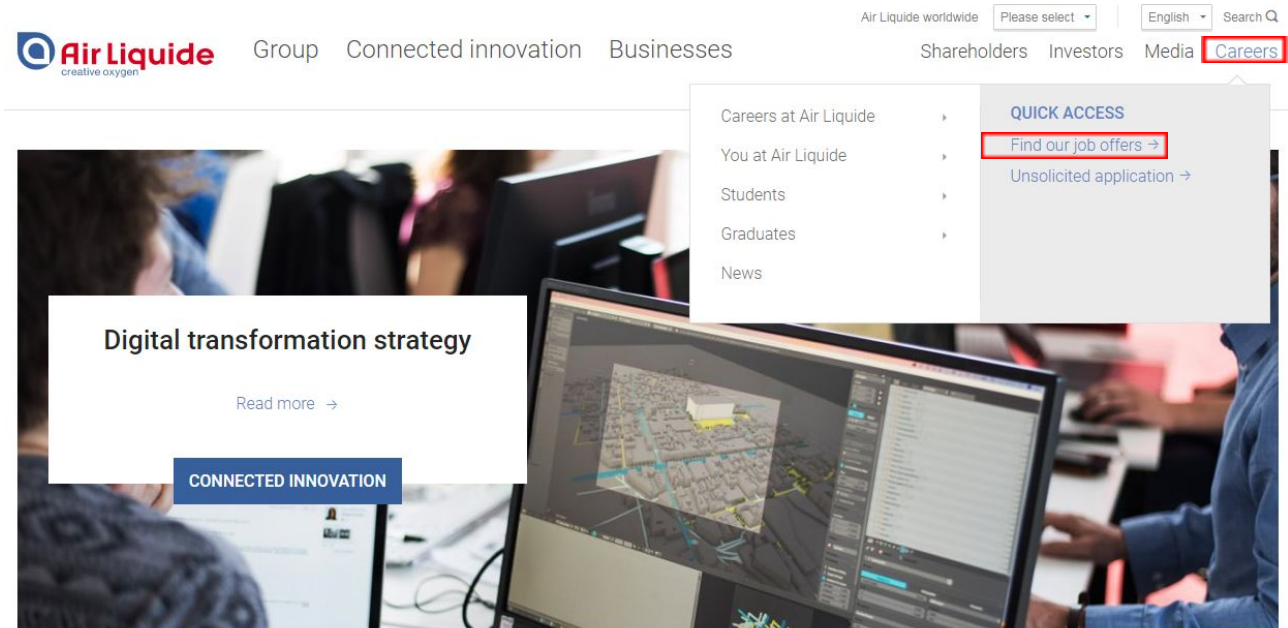 Air Liquide worldwide Please select English Search
Air Liquide
creative oxygen
Group Connected innovation Businesses
Shareholders Investors Media Careers
Careers at Air Liquide
You at Air Liquide
Students
Graduates
News
QUICK ACCESS
Find our job offers →
Unsolicited application →
Digital transformation strategy
Read more →
CONNECTED INNOVATION